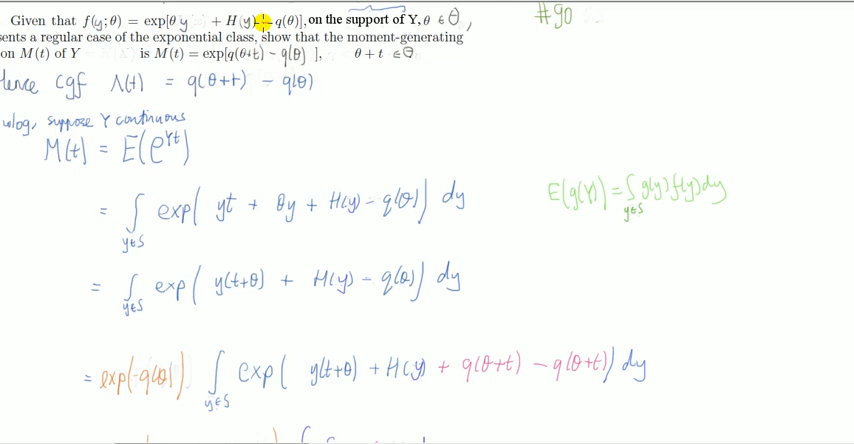 Given that f(y; θ) = exp[θ y + H(y) - q(θ)], on the support of Y, θ ∈ Θ,
#90
sents a regular case of the exponential class, show that the moment-generating
on M(t) of Y is M(t) = exp[q(θ+t) - q(θ) ], θ + t ∈ Θ.
Hence cgf Λ(t) = q(θ+t) - q(θ)
wlog, suppose Y continuous
M(t) = E(e^{Yt})
= ∫_{y∈S} exp( yt + θy + H(y) - q(θ)) dy
E(g(Y)) = ∫_{y∈S} g(y)f(y)dy
= ∫_{y∈S} exp( y(t+θ) + H(y) - q(θ)) dy
= exp(-q(θ)) ∫_{y∈S} exp( y(t+θ) + H(y) + q(θ+t) - q(θ+t)) dy